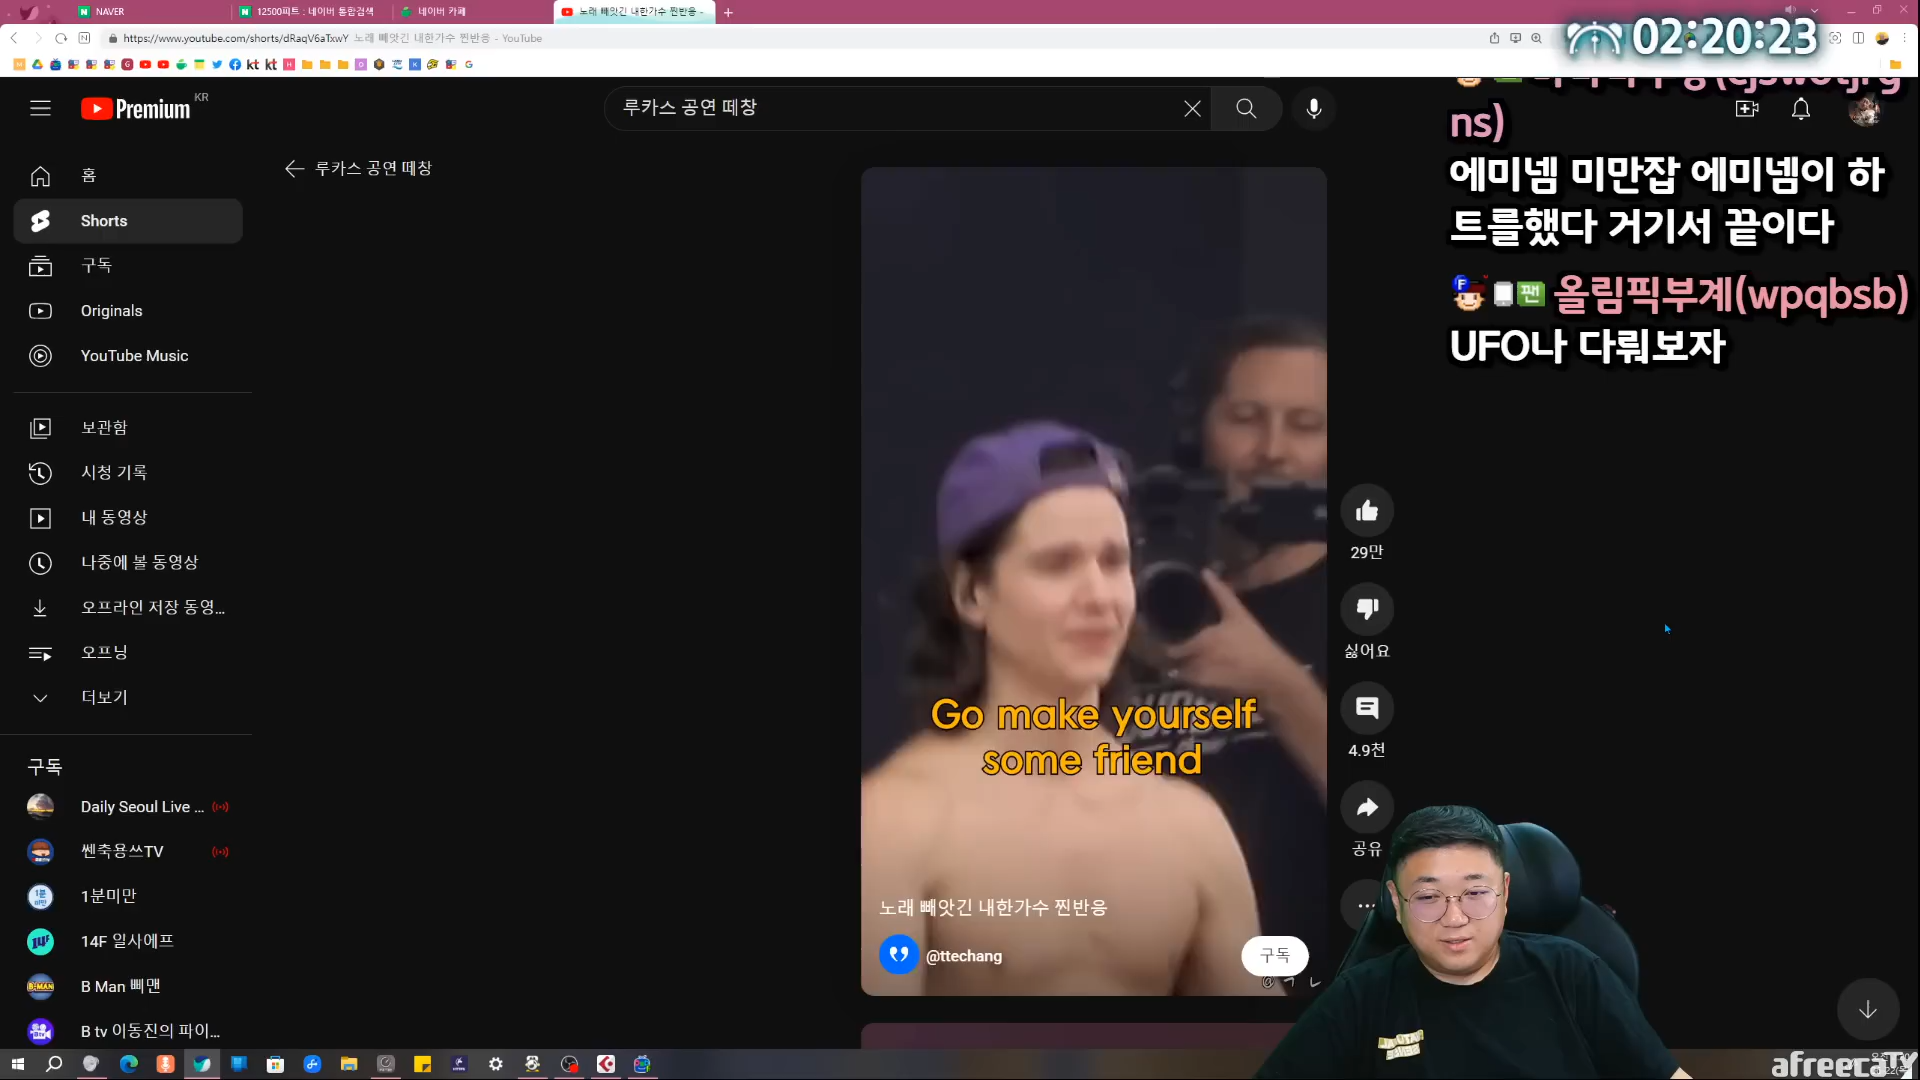 NAVER
12500피트 : 네이버 통합검색
네이버 카페
노래 빼앗긴 내한가수 찐반응 -
https://www.youtube.com/shorts/dRaqV6aTxwY 노래 빼앗긴 내한가수 찐반응 - YouTube
02:20:23
Premium KR
루카스 공연 떼창
루카스 공연 떼창
홈
Shorts
구독
Originals
YouTube Music
보관함
시청 기록
내 동영상
나중에 볼 동영상
오프라인 저장 동영...
오프닝
더보기
구독
Daily Seoul Live ...
쎈축용쓰TV
1분미만
14F 일사에프
B Man 삐맨
B tv 이동진의 파이...
Go make yourself
some friend
노래 빼앗긴 내한가수 찐반응
@ttechang
구독
29만
싫어요
4.9천
공유
ns)
에미넴 미만잡 에미넴이 하
트를했다 거기서 끝이다
팬 올림픽부계(wpqbsb)
UFO나 다뤄보자
afreecaTV